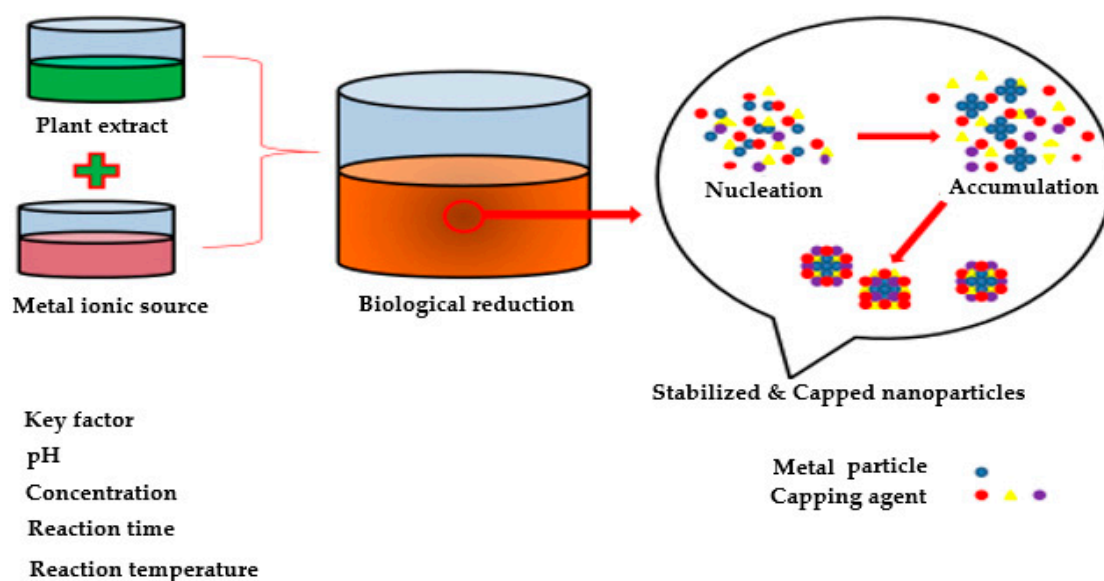 Plant extract
Metal ionic source
Biological reduction
Nucleation
Accumulation
Stabilized & Capped nanoparticles
Key factor
pH
Concentration
Reaction time
Reaction temperature
Metal particle
Capping agent